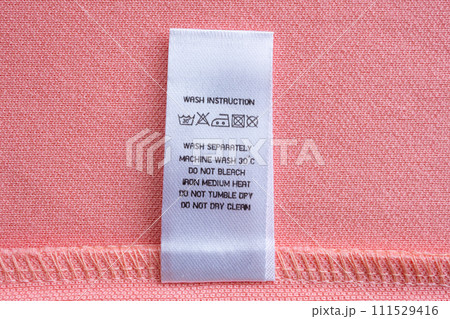 WASH INSTRUCTION
WASH SEPARATELY
MACHINE WASH 30°C
DO NOT BLEACH
IRON MEDIUM HEAT
DO NOT TUMBLE DRY
DO NOT DRY CLEAN
PIXTA
111529416